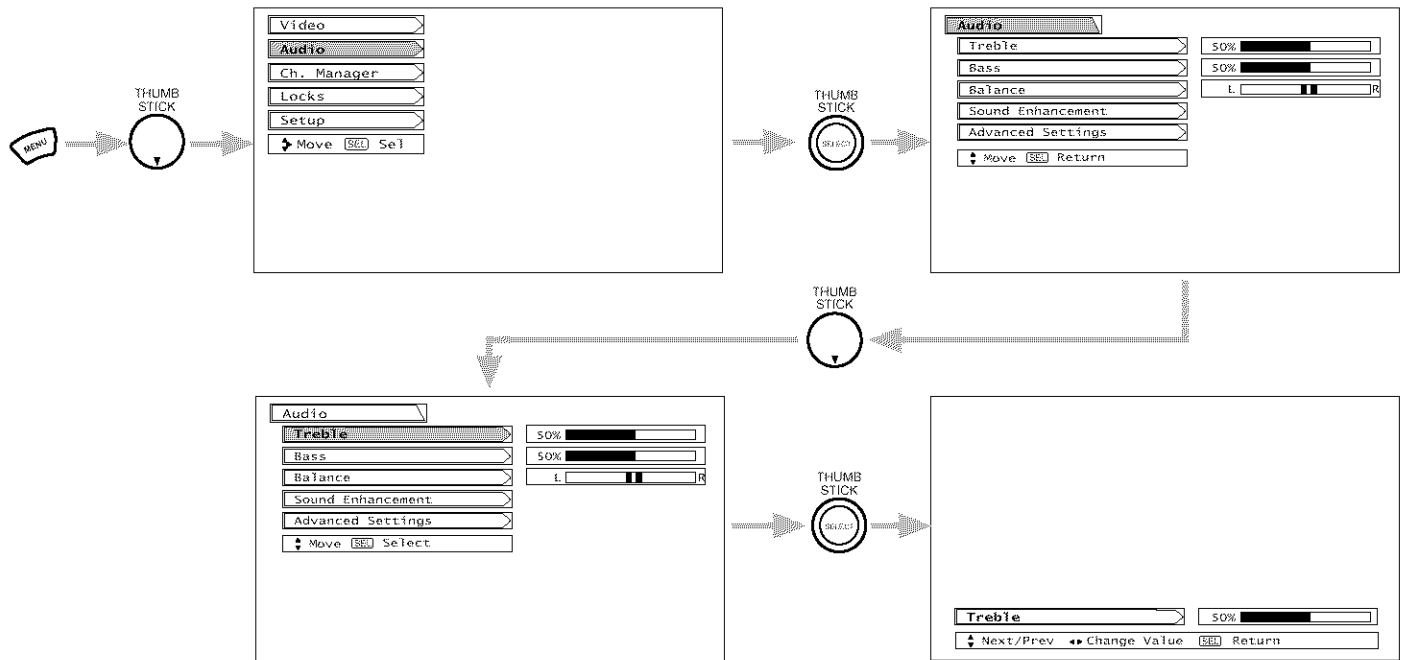 MENU
THUMB
STICK
Video
Audio
Ch. Manager
Locks
Setup
Move SEL Sel
THUMB
STICK
SELECT
Audio
Treble 50%
Bass 50%
Balance L R
Sound Enhancement
Advanced Settings
Move SEL Return
THUMB
STICK
Audio
Treble 50%
Bass 50%
Balance L R
Sound Enhancement
Advanced Settings
Move SEL Select
THUMB
STICK
SELECT
Treble 50%
Next/Prev Change Value SEL Return